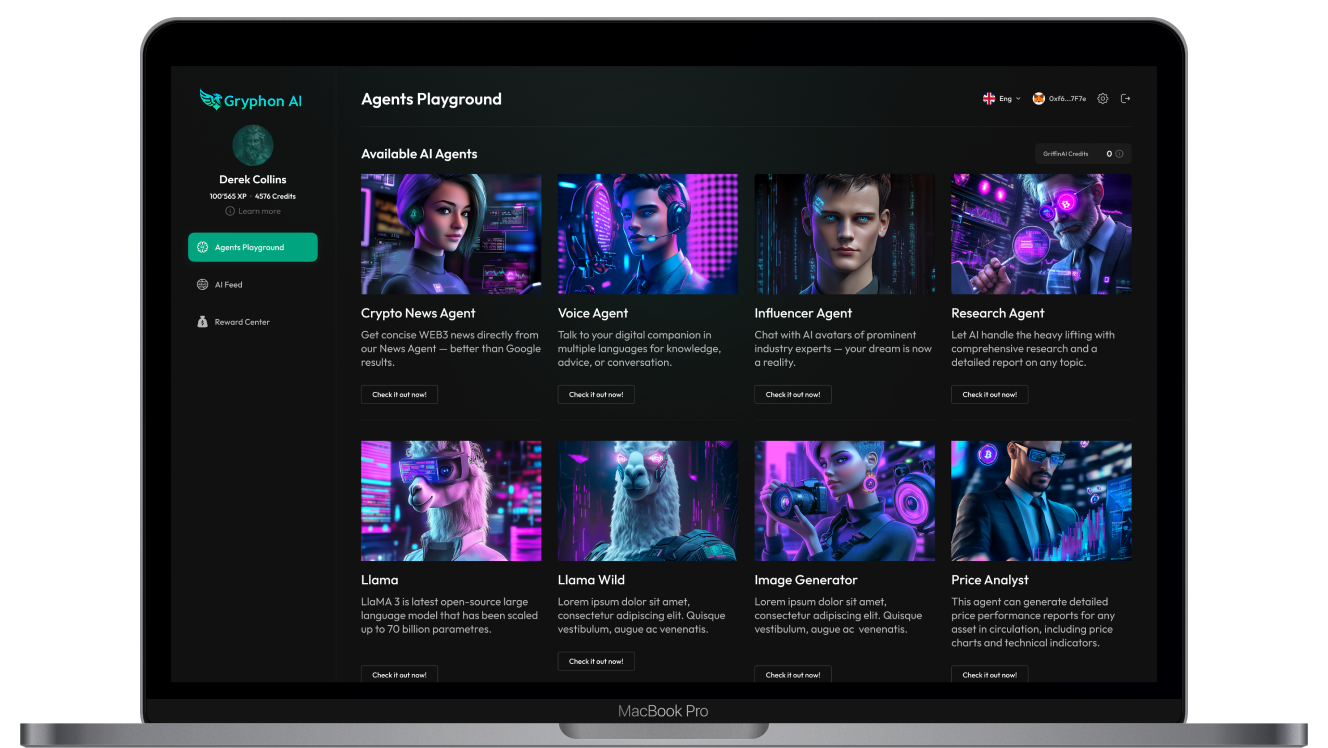 Gryphon AI
Derek Collins
100'565 XP · 4576 Credits
Learn more
Agents Playground
AI Feed
Reward Center
Agents Playground
Eng
0xf6...7F7e
Available AI Agents
GriffinAI Credits 0
Crypto News Agent
Get concise WEB3 news directly from
our News Agent — better than Google
results.
Check it out now!
Voice Agent
Talk to your digital companion in
multiple languages for knowledge,
advice, or conversation.
Check it out now!
Influencer Agent
Chat with AI avatars of prominent
industry experts — your dream is now
a reality.
Check it out now!
Research Agent
Let AI handle the heavy lifting with
comprehensive research and a
detailed report on any topic.
Check it out now!
Llama
LlaMA 3 is latest open-source large
language model that has been scaled
up to 70 billion parametres.
Check it out now!
Llama Wild
Lorem ipsum dolor sit amet,
consectetur adipiscing elit. Quisque
vestibulum, augue ac venenatis.
Check it out now!
Image Generator
Lorem ipsum dolor sit amet,
consectetur adipiscing elit. Quisque
vestibulum, augue ac venenatis.
Check it out now!
Price Analyst
This agent can generate detailed
price performance reports for any
asset in circulation, including price
charts and technical indicators.
Check it out now!
MacBook Pro